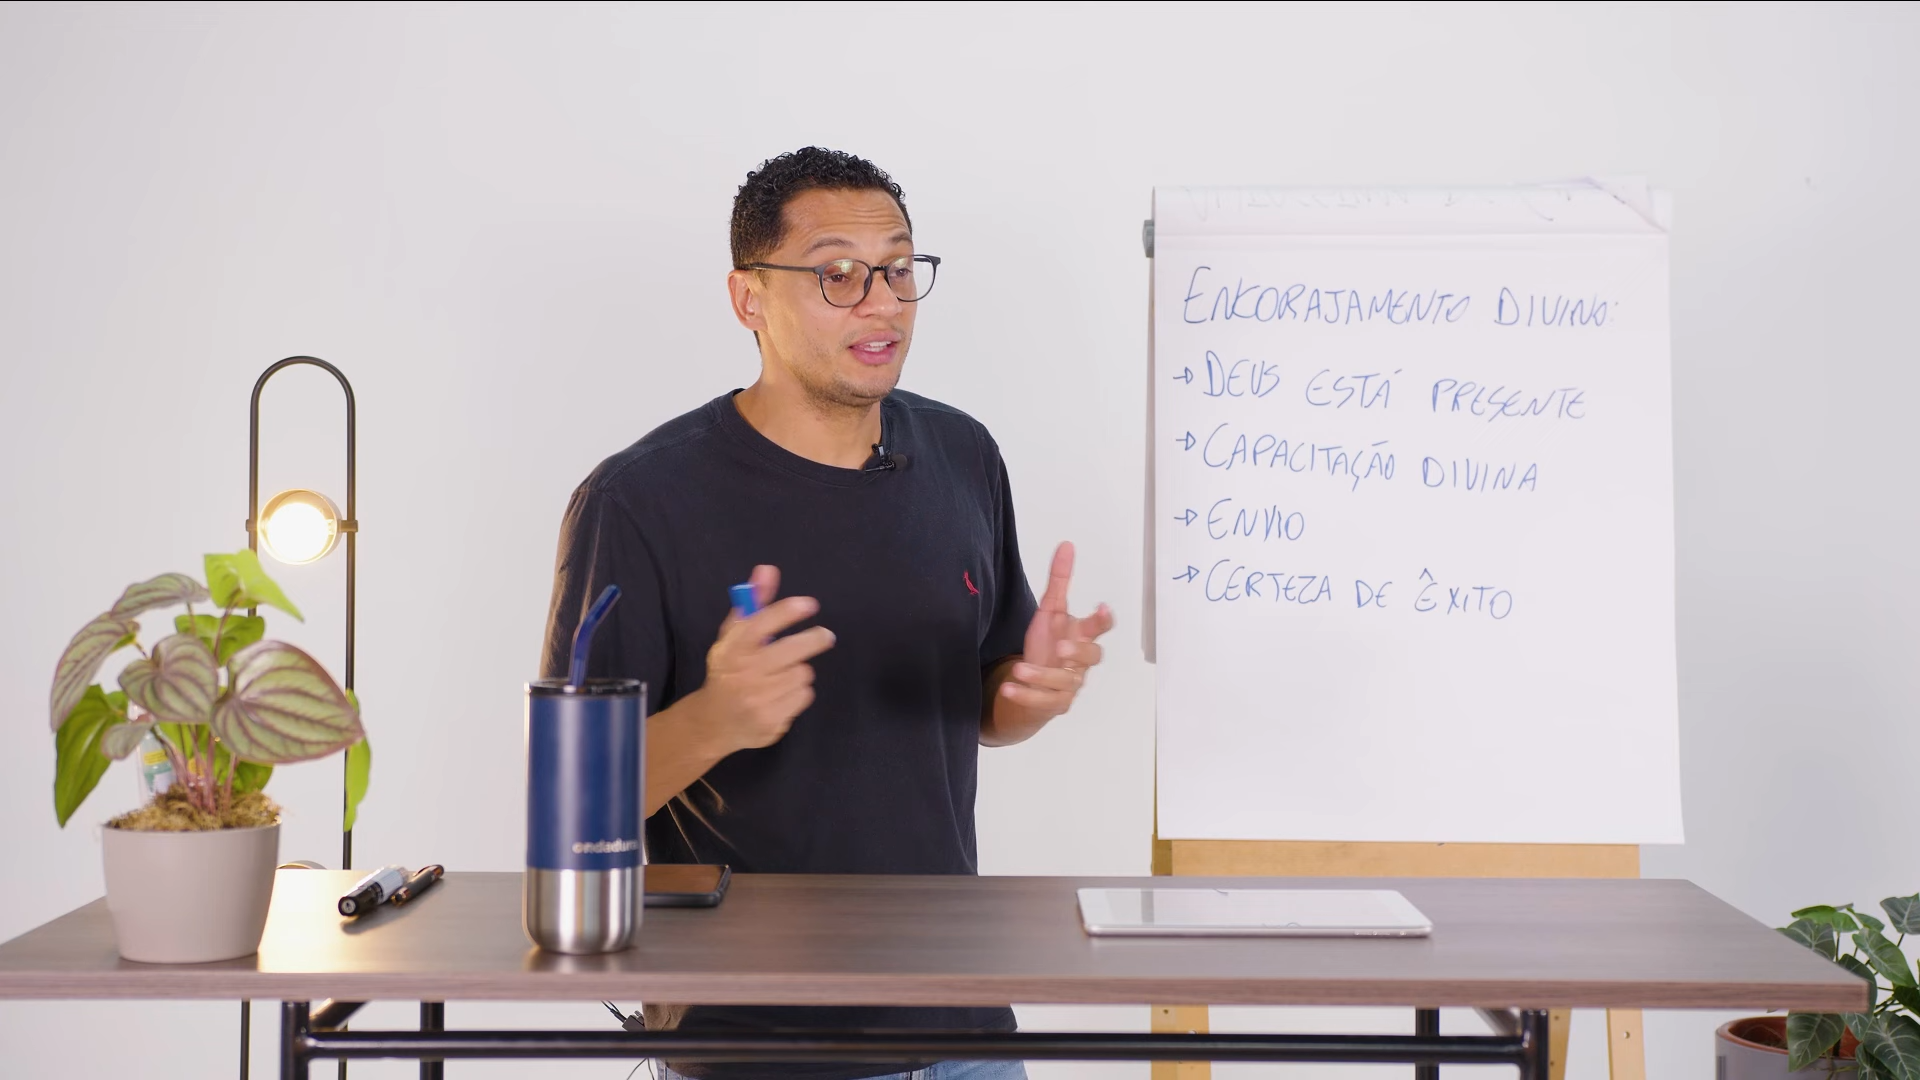 ENCORAJAMENTO DIVINO:
→ DEUS ESTÁ PRESENTE
→ CAPACITAÇÃO DIVINA
→ ENVIO
→ CERTEZA DE ÊXITO